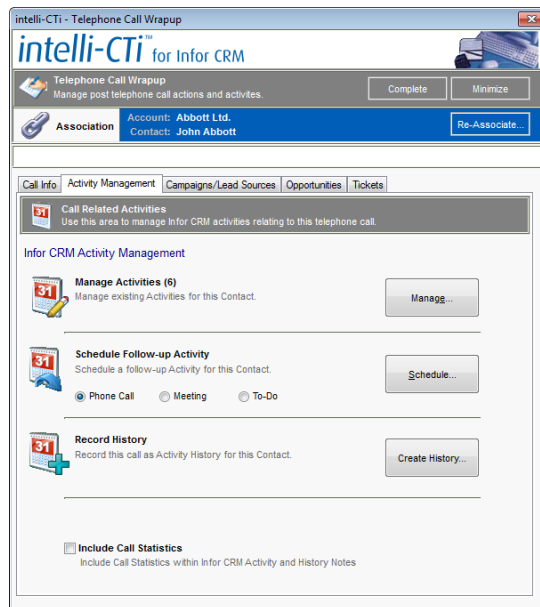 intelli-CTi - Telephone Call Wrapup
intelli-CTi™ for Infor CRM
Telephone Call Wrapup
Manage post telephone call actions and activites.
Complete
Minimize
Association
Account: Abbott Ltd.
Contact: John Abbott
Re-Associate...
Call Info Activity Management Campaigns/Lead Sources Opportunities Tickets
31
Call Related Activities
Use this area to manage Infor CRM activities relating to this telephone call.
Infor CRM Activity Management
31
Manage Activities (6)
Manage existing Activities for this Contact.
Manage...
31
Schedule Follow-up Activity
Schedule a follow-up Activity for this Contact.
Schedule...
Phone Call Meeting To-Do
31
Record History
Record this call as Activity History for this Contact.
Create History...
Include Call Statistics
Include Call Statistics within Infor CRM Activity and History Notes